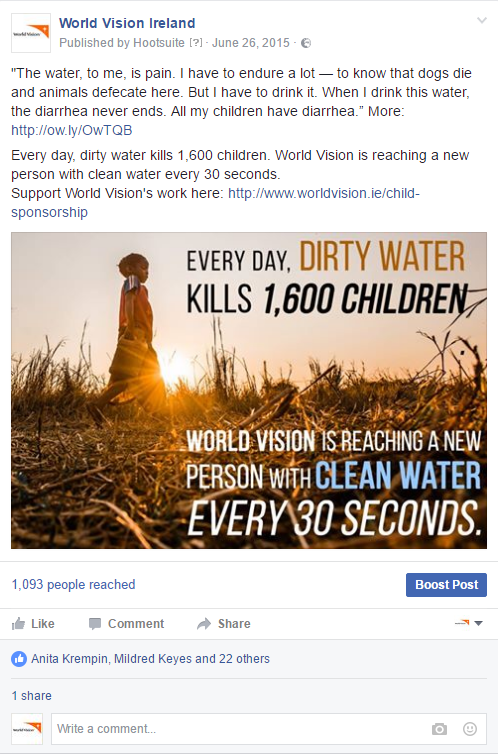 World Vision
World Vision Ireland
Published by Hootsuite [?] · June 26, 2015 ·
"The water, to me, is pain. I have to endure a lot — to know that dogs die
and animals defecate here. But I have to drink it. When I drink this water,
the diarrhea never ends. All my children have diarrhea.” More:
http://ow.ly/OwTQB
Every day, dirty water kills 1,600 children. World Vision is reaching a new
person with clean water every 30 seconds.
Support World Vision's work here: http://www.worldvision.ie/child-
sponsorship
EVERY DAY, DIRTY WATER
KILLS 1,600 CHILDREN
WORLD VISION IS REACHING A NEW
PERSON WITH CLEAN WATER
EVERY 30 SECONDS.
1,093 people reached
Boost Post
Like Comment Share
Anita Krempin, Mildred Keyes and 22 others
1 share
World Vision
Write a comment...